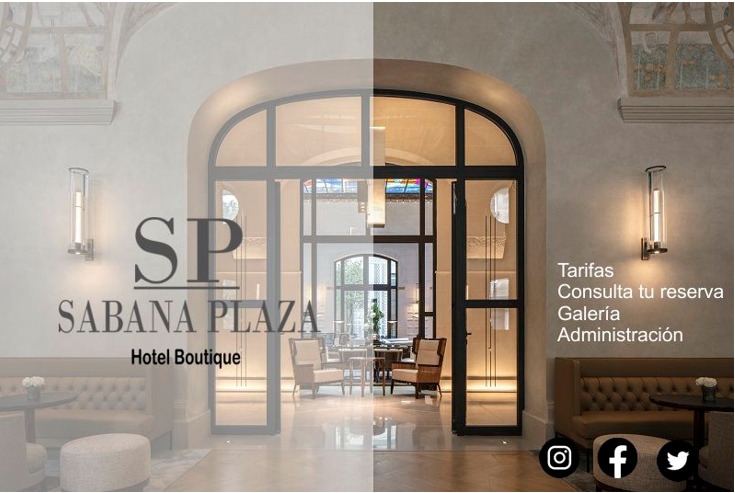 SP
SABANA PLAZA
Hotel Boutique
Tarifas
Consulta tu reserva
Galería
Administración